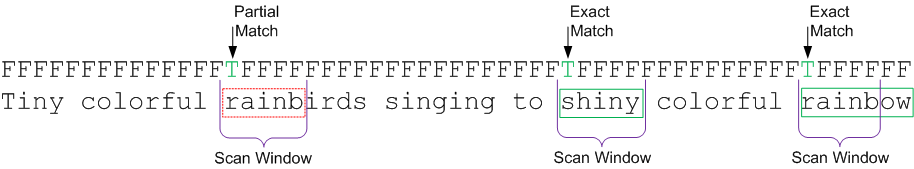 Partial Match
Exact Match
Exact Match
FFFFFFFFFFFFFFTFFFFFFFFFFFFFFFFFFFFTFFFFFFFFFFFFFFTFFFFFF
Tiny colorful rainbirds singing to shiny colorful rainbow
Scan Window
Scan Window
Scan Window